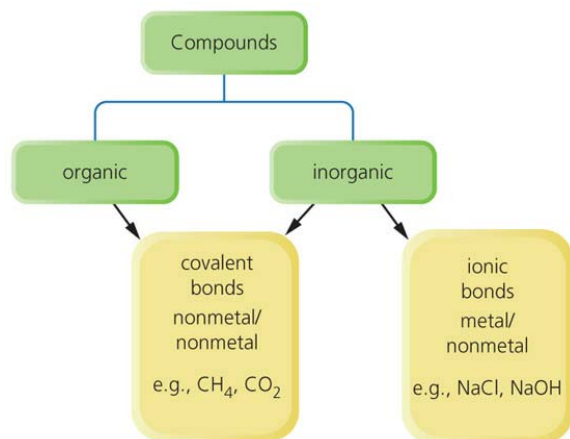 Compounds
organic
inorganic
covalent
bonds
nonmetal/
nonmetal
e.g., CH₄, CO₂
ionic
bonds
metal/
nonmetal
e.g., NaCl, NaOH